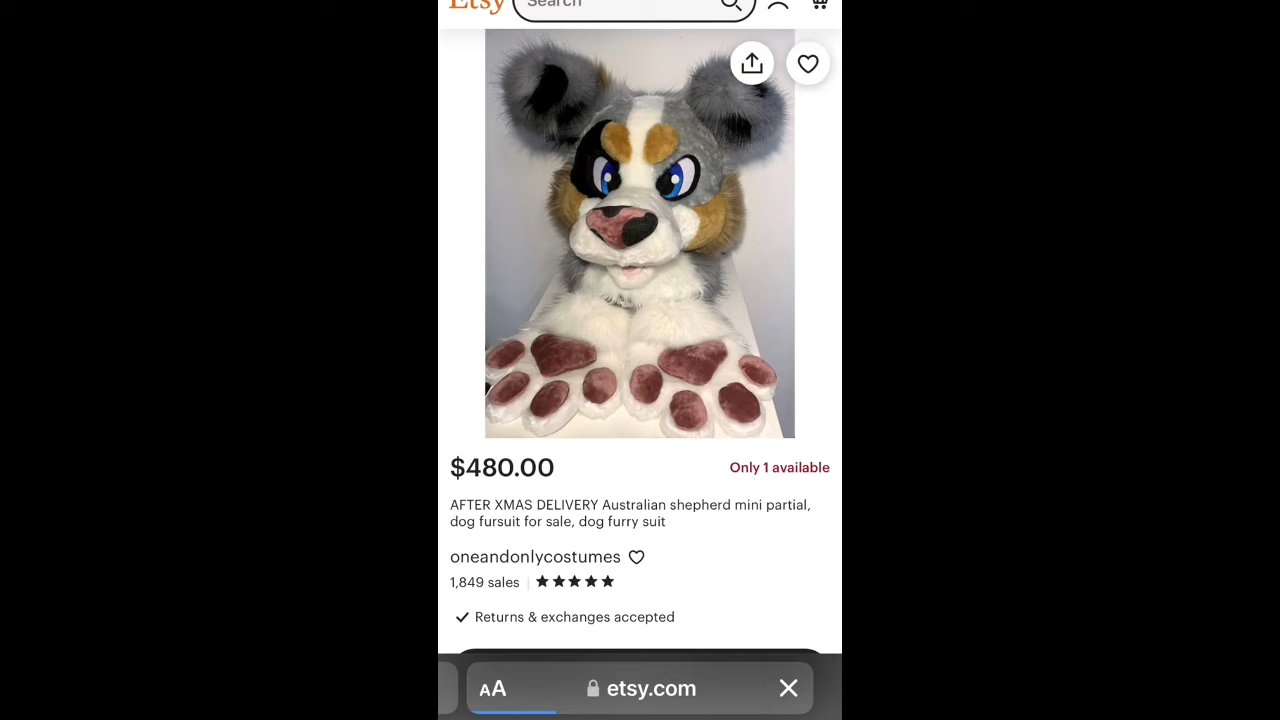 Etsy
Search
$480.00
Only 1 available
AFTER XMAS DELIVERY Australian shepherd mini partial,
dog fursuit for sale, dog furry suit
oneandonlycostumes
1,849 sales
Returns & exchanges accepted
AA
etsy.com